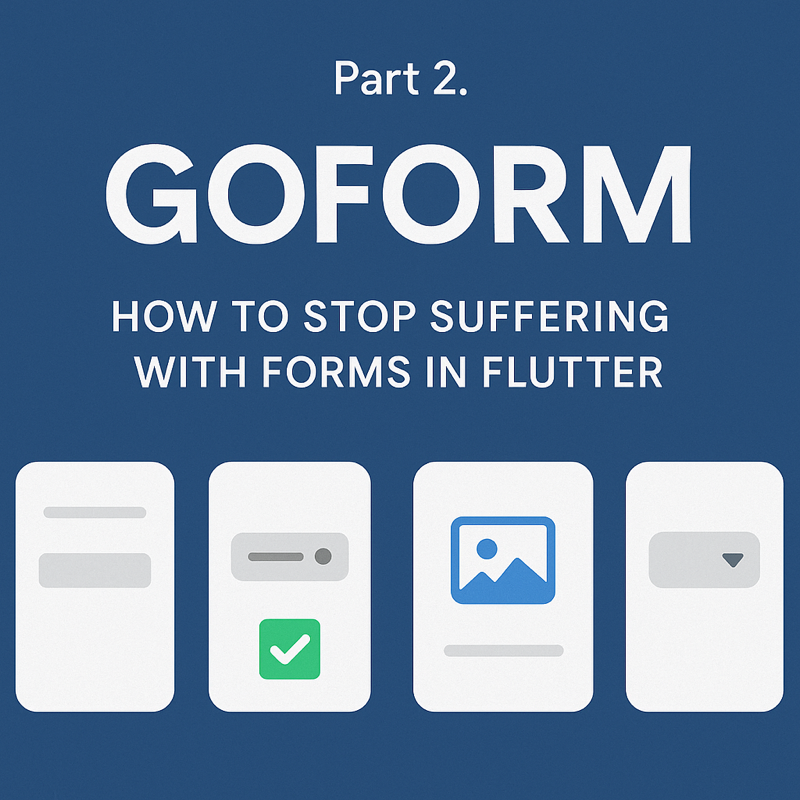 Part 2.
GOFORM
HOW TO STOP SUFFERING
WITH FORMS IN FLUTTER